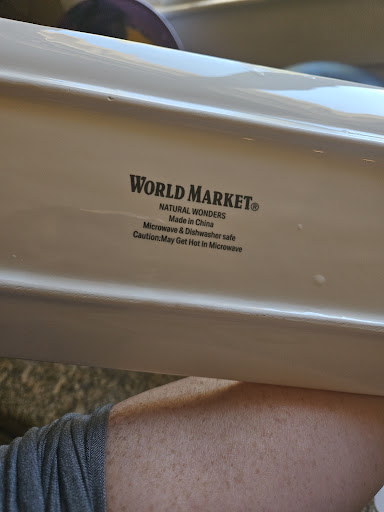 WORLD MARKET®
NATURAL WONDERS
Made in China
Microwave & Dishwasher safe
Caution:May Get Hot In Microwave